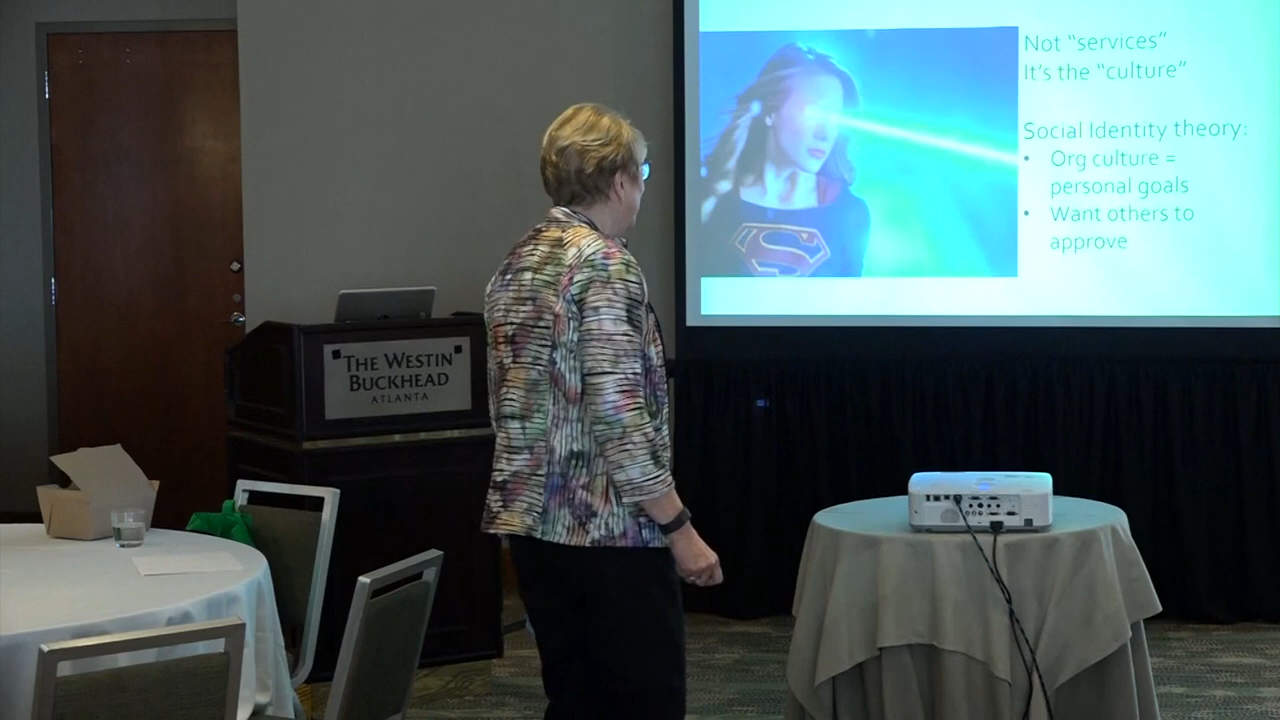 Not “services”
It’s the “culture”
Social Identity theory:
• Org culture =
personal goals
• Want others to
approve
S
THE WESTIN
BUCKHEAD
ATLANTA